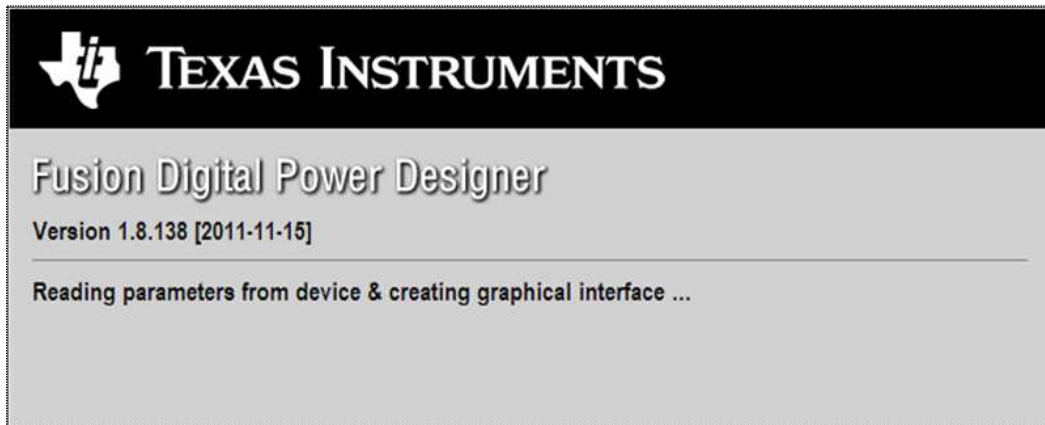 TEXAS INSTRUMENTS
Fusion Digital Power Designer
Version 1.8.138 [2011-11-15]
Reading parameters from device & creating graphical interface ...